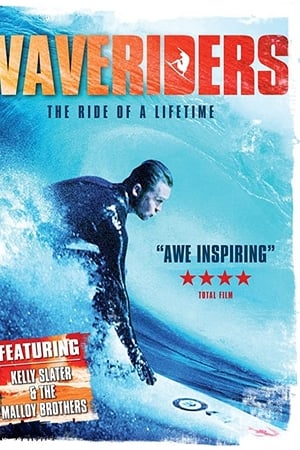 WAVERIDERS
THE RIDE OF A LIFETIME
"AWE INSPIRING"
TOTAL FILM
FEATURING
KELLY SLATER
& THE
MALLOY BROTHERS